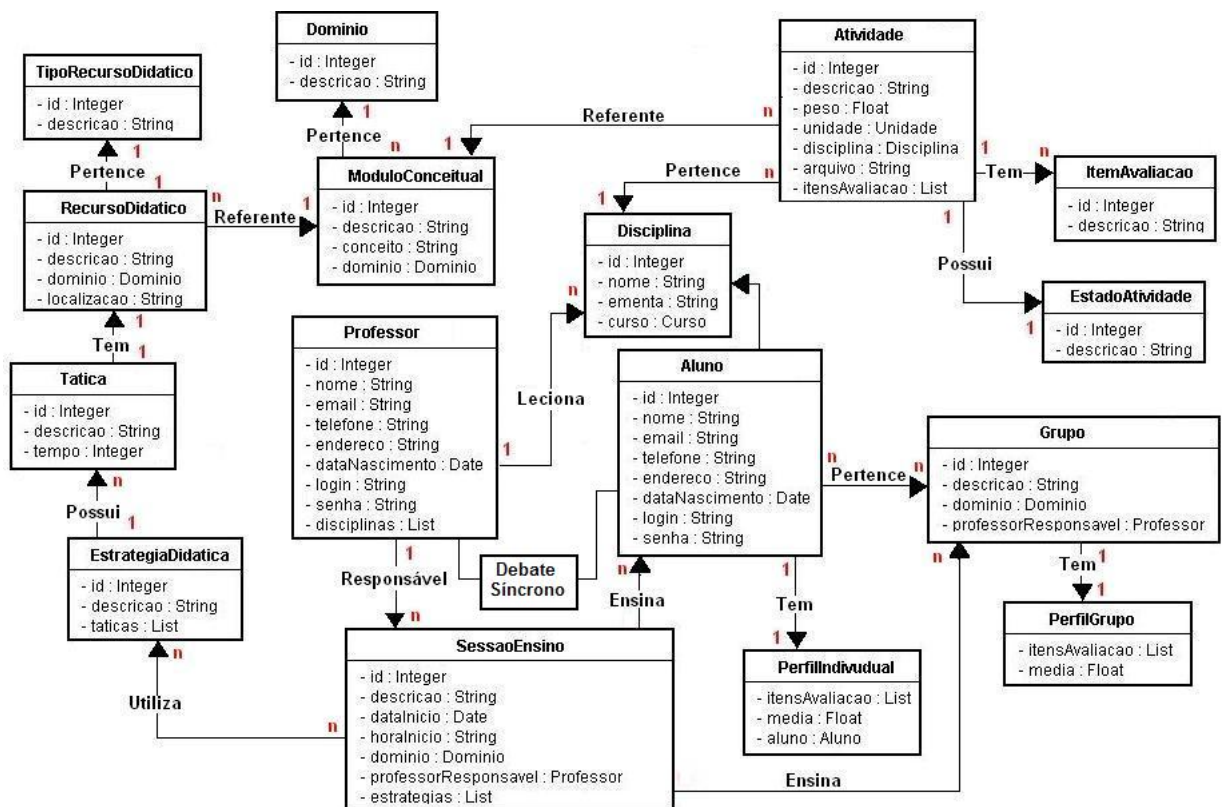 Dominio
- id : Integer
- descricao : String
TipoRecursoDidatico
- id : Integer
- descricao : String
Atividade
- id : Integer
- descricao : String
- peso : Float
- unidade : Unidade
- disciplina : Disciplina
- arquivo : String
- itensAvaliacao : List
1
Pertence
n
1
Referente
n
1
1
Pertence
1
ModuloConceitual
- id : Integer
- descricao : String
- conceito : String
- dominio : Dominio
n
Referente
1
RecursoDidatico
- id : Integer
- descricao : String
- dominio : Dominio
- localizacao : String
Pertence
n
1
1
Tem
n
ItemAvaliacao
- id : Integer
- descricao : String
Disciplina
- id : Integer
- nome : String
- ementa : String
- curso : Curso
1
Possui
1
EstadoAtividade
- id : Integer
- descricao : String
1
Tem
1
Tatica
- id : Integer
- descricao : String
- tempo : Integer
Professor
- id : Integer
- nome : String
- email : String
- telefone : String
- endereco : String
- dataNascimento : Date
- login : String
- senha : String
- disciplinas : List
n
Leciona
1
Aluno
- id : Integer
- nome : String
- email : String
- telefone : String
- endereco : String
- dataNascimento : Date
- login : String
- senha : String
n
Pertence
n
Grupo
- id : Integer
- descricao : String
- dominio : Dominio
- professorResponsavel : Professor
n
Possui
1
EstrategiaDidatica
- id : Integer
- descricao : String
- taticas : List
1
Responsável
n
Debate
Síncrono
n
Ensina
1
Tem
1
n
1
Tem
1
PerfilGrupo
- itensAvaliacao : List
- media : Float
PerfilIndivudual
- itensAvaliacao : List
- media : Float
- aluno : Aluno
n
Utiliza
n
SessaoEnsino
- id : Integer
- descricao : String
- dataInicio : Date
- horaInicio : String
- dominio : Dominio
- professorResponsavel : Professor
- estrategias : List
Ensina